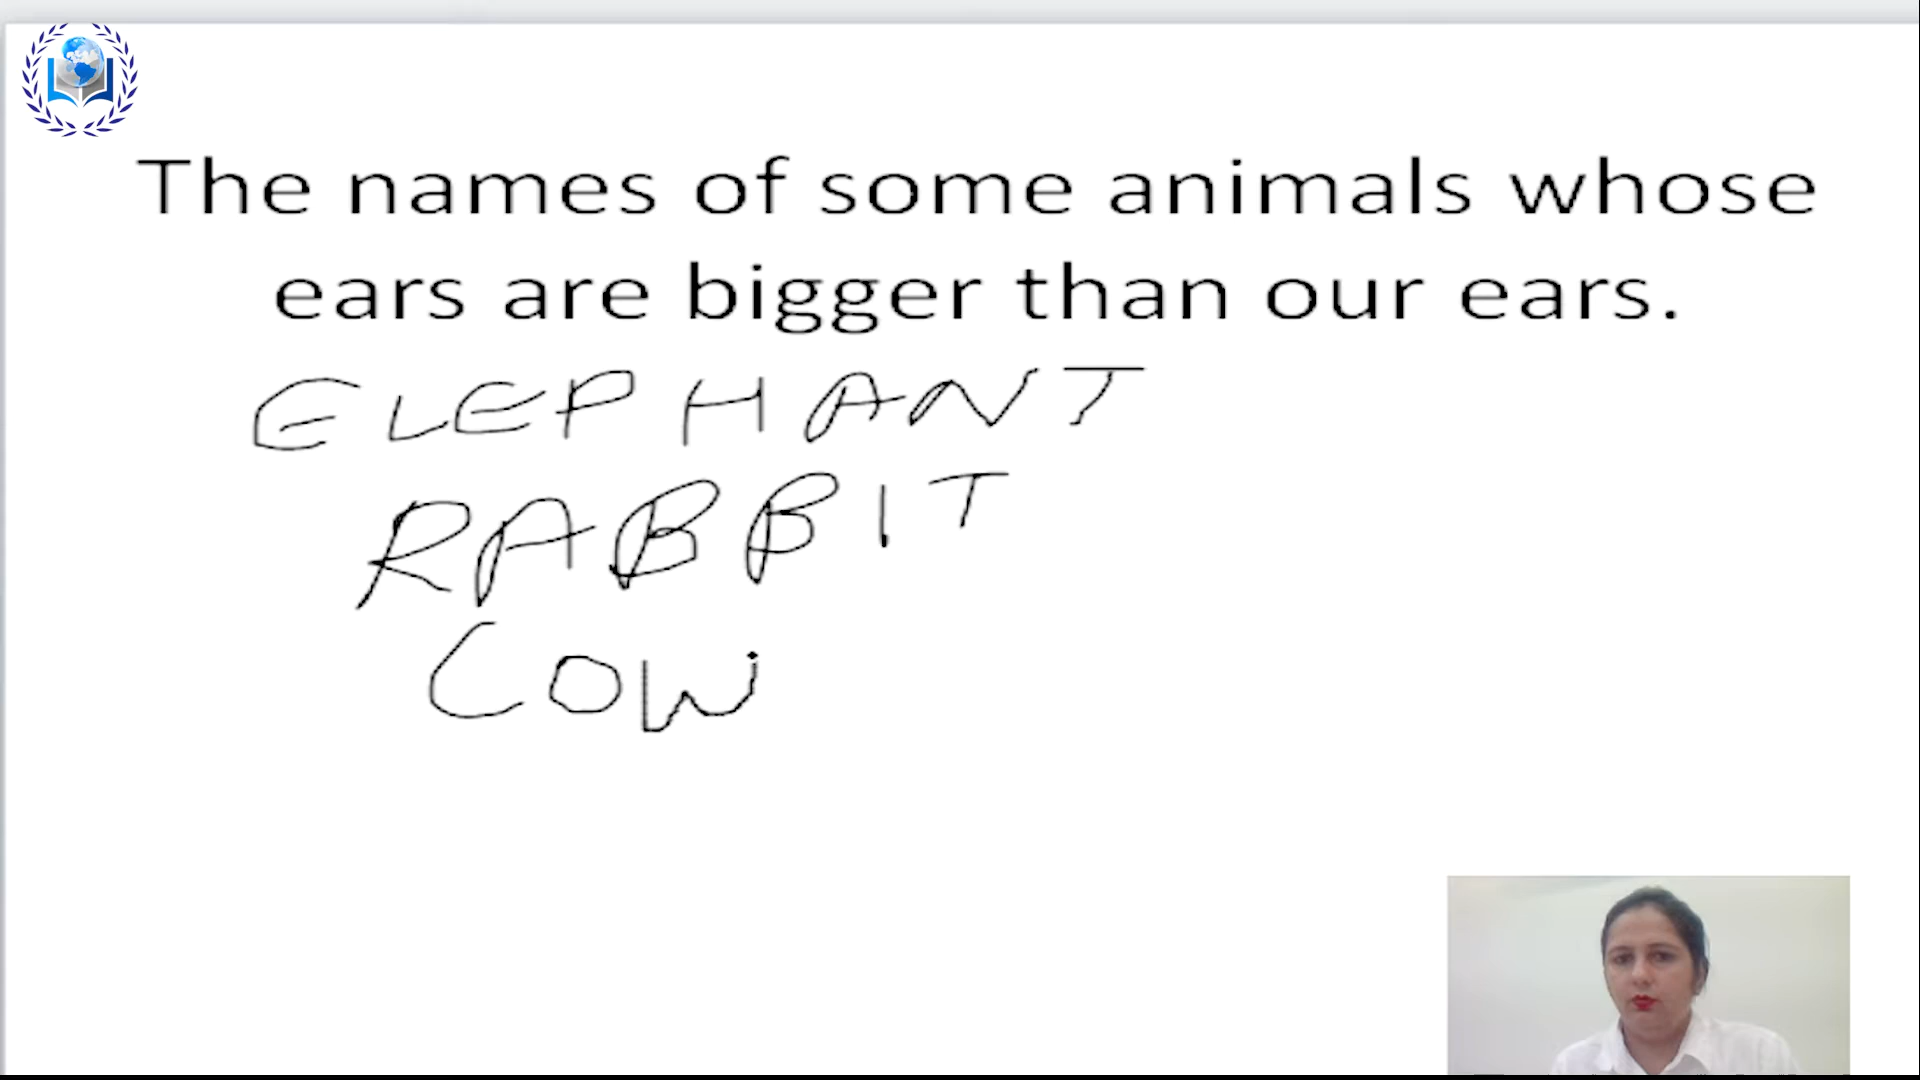 The names of some animals whose
ears are bigger than our ears.
ELEPHANT
RABBIT
COW